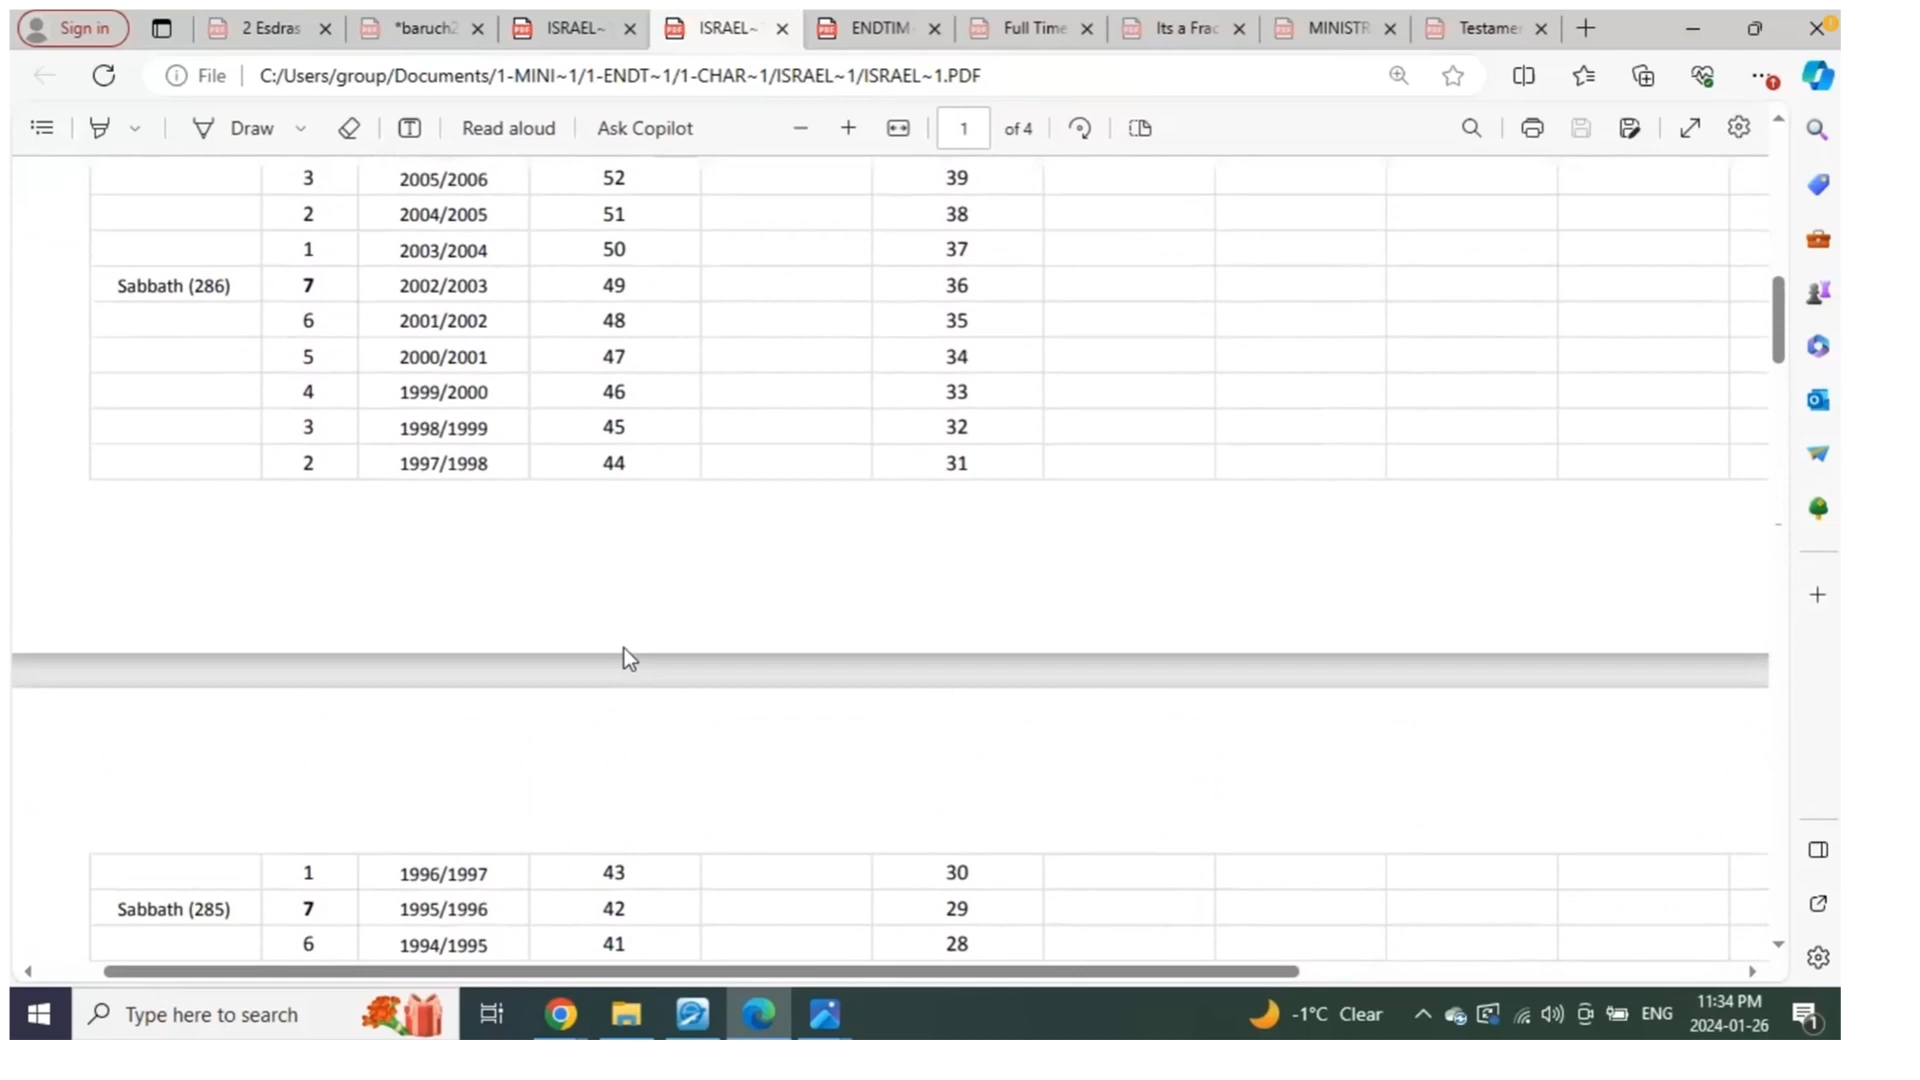 Sign in 2 Esdras *baruch2 ISRAEL~ ISRAEL~ ENDTIM Full Time Its a Frac MINISTR Testamen
File C:/Users/group/Documents/1-MINI~1/1-ENDT~1/1-CHAR~1/ISRAEL~1/ISRAEL~1.PDF
Draw Read aloud Ask Copilot 1 of 4
3 2005/2006 52 39
2 2004/2005 51 38
1 2003/2004 50 37
Sabbath (286) 7 2002/2003 49 36
6 2001/2002 48 35
5 2000/2001 47 34
4 1999/2000 46 33
3 1998/1999 45 32
2 1997/1998 44 31
1 1996/1997 43 30
Sabbath (285) 7 1995/1996 42 29
6 1994/1995 41 28
Type here to search -1°C Clear ENG 11:34 PM
2024-01-26 1